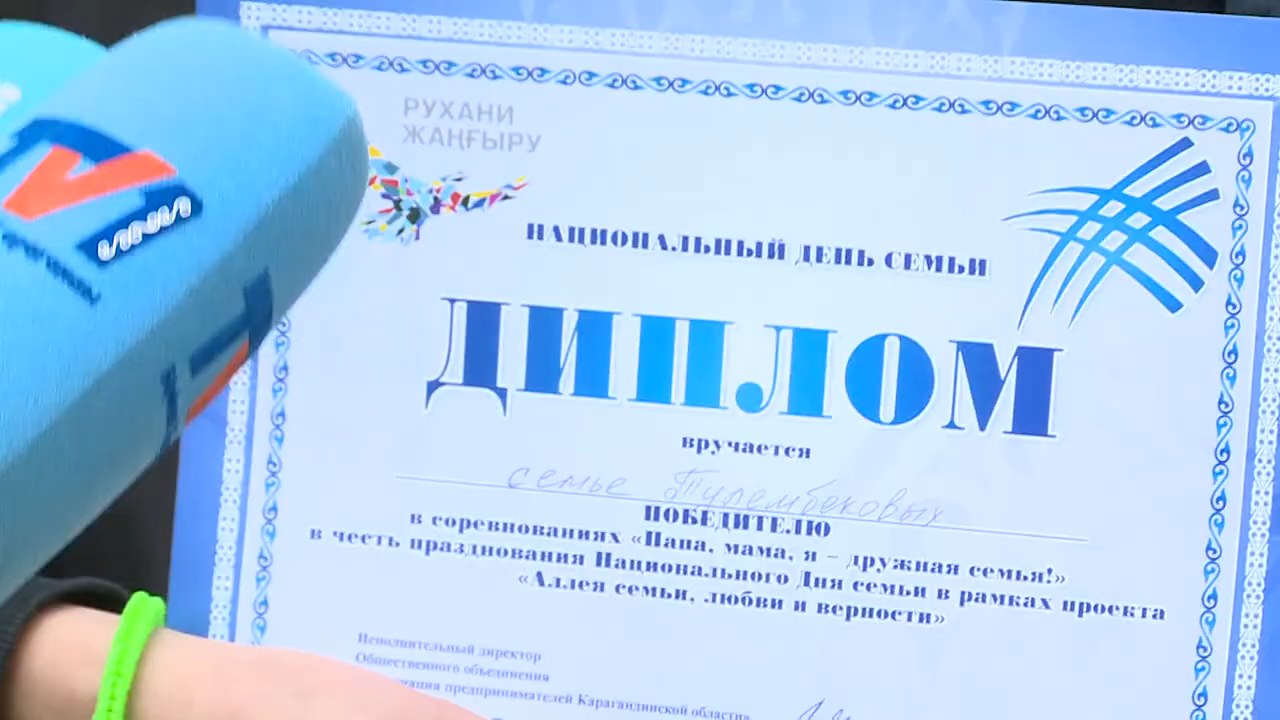 РУХАНИ
ЖАҢҒЫРУ
НАЦИОНАЛЬНЫЙ ДЕНЬ СЕМЬИ
ДИПЛОМ
вручается
семье Тулембековых
ПОБЕДИТЕЛЮ
в соревнованиях «Папа, мама, я – дружная семья!»
в честь празднования Национального Дня семьи в рамках проекта
«Аллея семьи, любви и верности»
Исполнительный директор
Общественного объединения
предпринимателей Карагандинской области»